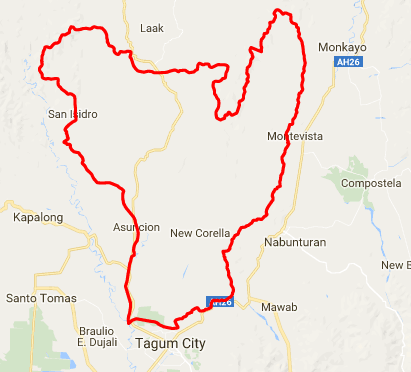 Laak
Monkayo
AH26
San Isidro
Montevista
Compostela
Kapalong
Asuncion
New Corella
Nabunturan
New B
Santo Tomas
AH26
Mawab
Braulio
E. Dujali
Tagum City